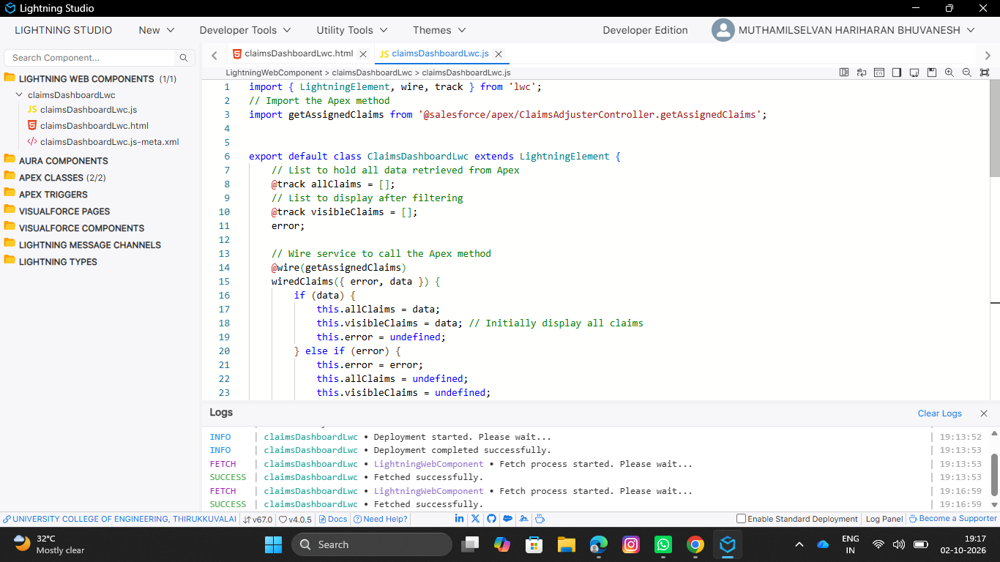 Lightning Studio
LIGHTNING STUDIO New Developer Tools Utility Tools Themes Developer Edition MUTHAMILSELVAN HARIHARAN BHUVANESH
Search Component...
LIGHTNING WEB COMPONENTS (1/1)
claimsDashboardLwc
JS claimsDashboardLwc.js
claimsDashboardLwc.html
</> claimsDashboardLwc.js-meta.xml
AURA COMPONENTS
APEX CLASSES (2/2)
APEX TRIGGERS
VISUALFORCE PAGES
VISUALFORCE COMPONENTS
LIGHTNING MESSAGE CHANNELS
LIGHTNING TYPES
claimsDashboardLwc.html JS claimsDashboardLwc.js
LightningWebComponent > claimsDashboardLwc > claimsDashboardLwc.js
1 import { LightningElement, wire, track } from 'lwc';
2 // Import the Apex method
3 import getAssignedClaims from '@salesforce/apex/ClaimsAdjusterController.getAssignedClaims';
4
5
6 export default class ClaimsDashboardLwc extends LightningElement {
7 // List to hold all data retrieved from Apex
8 @track allClaims = [];
9 // List to display after filtering
10 @track visibleClaims = [];
11 error;
12
13 // Wire service to call the Apex method
14 @wire(getAssignedClaims)
15 wiredClaims({ error, data }) {
16 if (data) {
17 this.allClaims = data;
18 this.visibleClaims = data; // Initially display all claims
19 this.error = undefined;
20 } else if (error) {
21 this.error = error;
22 this.allClaims = undefined;
23 this.visibleClaims = undefined;
Logs Clear Logs
INFO | claimsDashboardLwc • Deployment started. Please wait... | 19:13:52
INFO | claimsDashboardLwc • Deployment completed successfully. | 19:13:53
FETCH | claimsDashboardLwc • LightningWebComponent • Fetch process started. Please wait... | 19:13:53
SUCCESS | claimsDashboardLwc • Fetched successfully. | 19:13:53
FETCH | claimsDashboardLwc • LightningWebComponent • Fetch process started. Please wait... | 19:16:59
SUCCESS | claimsDashboardLwc • Fetched successfully. | 19:16:59
UNIVERSITY COLLEGE OF ENGINEERING, THIRUKKUVALAI v67.0 v4.0.5 Docs Need Help? Enable Standard Deployment Log Panel Become a Supporter
32°C
Mostly clear
Search
ENG
IN
19:17
02-10-2026